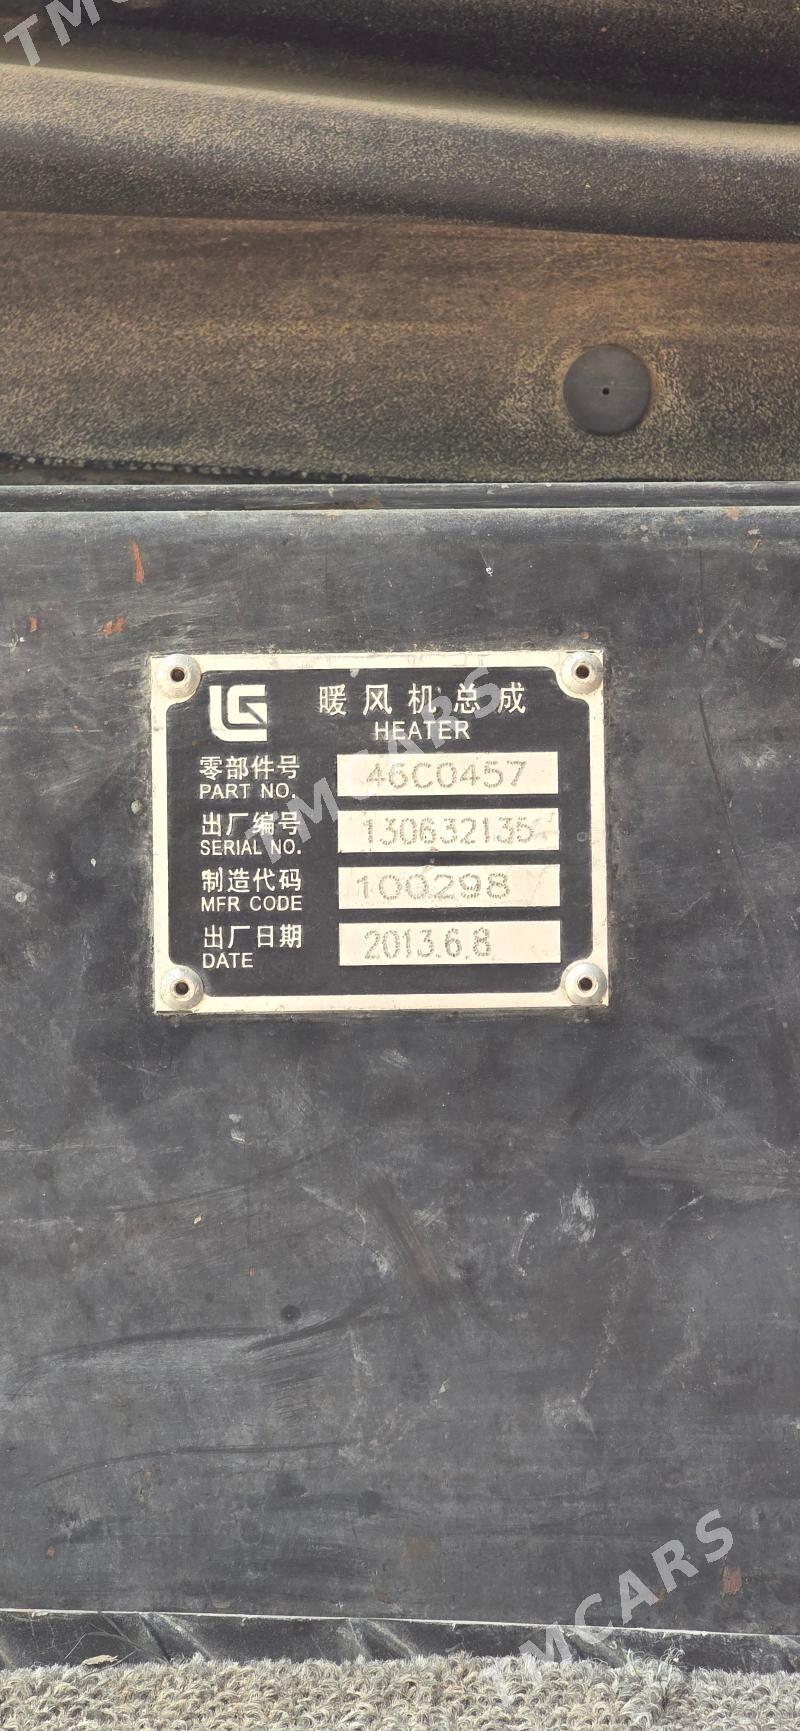 TMCARS
LG 暖风机总成
HEATER
零部件号
PART NO. 46C0457
出厂编号
SERIAL NO. 130632135
制造代码
MFR CODE 100298
出厂日期
DATE 2013.6.8
TMCARS